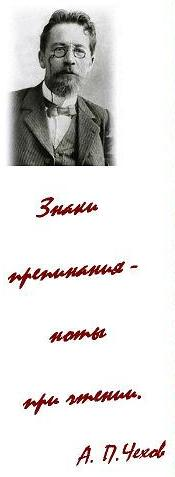 Знаки
препинания -
ноты
при чтении.
А. П. Чехов